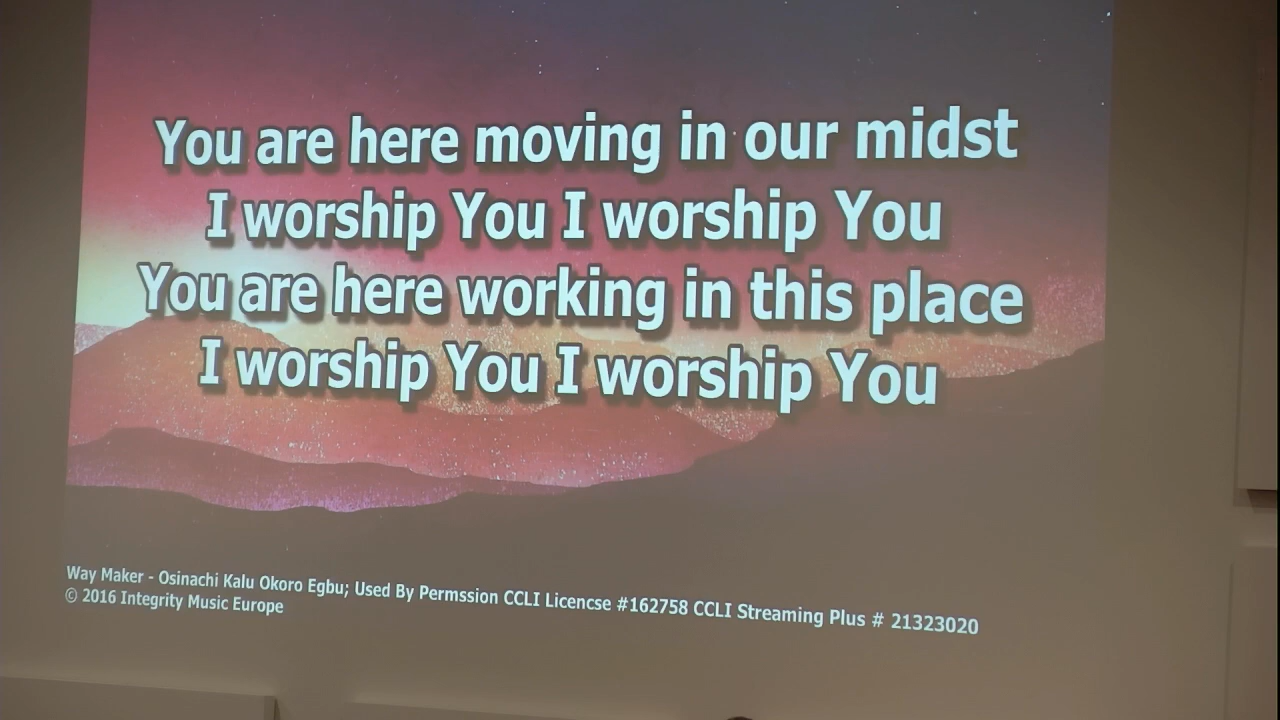 You are here moving in our midst
I worship You I worship You
You are here working in this place
I worship You I worship You
Way Maker - Osinachi Kalu Okoro Egbu; Used By Permssion CCLI Licencse #162758 CCLI Streaming Plus # 21323020
© 2016 Integrity Music Europe